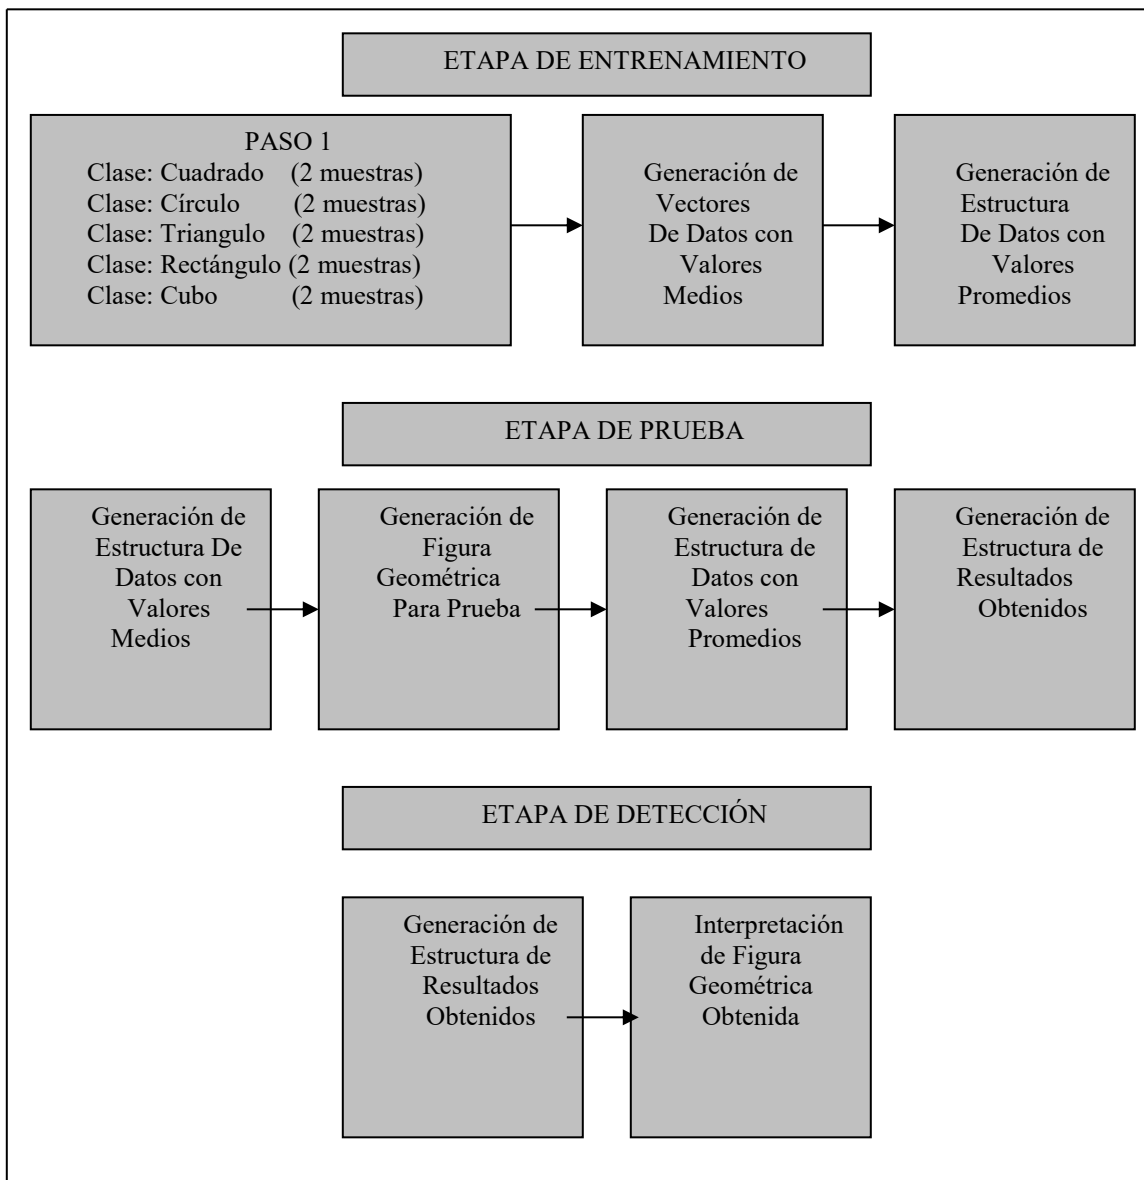 ETAPA DE ENTRENAMIENTO
PASO 1
Clase: Cuadrado (2 muestras)
Clase: Círculo (2 muestras)
Clase: Triangulo (2 muestras)
Clase: Rectángulo (2 muestras)
Clase: Cubo (2 muestras)
Generación de
Vectores
De Datos con
Valores
Medios
Generación de
Estructura
De Datos con
Valores
Promedios
ETAPA DE PRUEBA
Generación de
Estructura De
Datos con
Valores
Medios
Generación de
Figura
Geométrica
Para Prueba
Generación de
Estructura de
Datos con
Valores
Promedios
Generación de
Estructura de
Resultados
Obtenidos
ETAPA DE DETECCIÓN
Generación de
Estructura de
Resultados
Obtenidos
Interpretación
de Figura
Geométrica
Obtenida